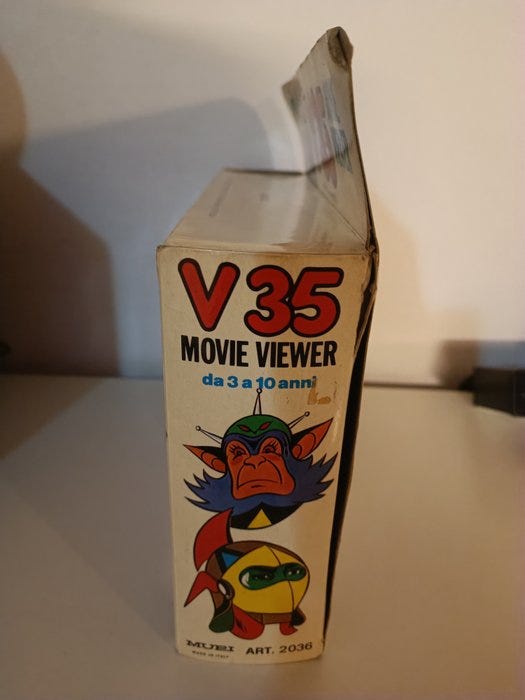 V 35
MOVIE VIEWER
da 3 a 10 anni
MUPI
MADE IN ITALY
ART. 2036